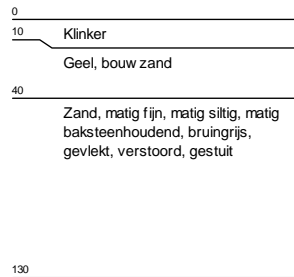 0
10
Klinker
Geel, bouw zand
40
Zand, matig fijn, matig siltig, matig
baksteenhoudend, bruingrijs,
gevlekt, verstoord, gestuit
130